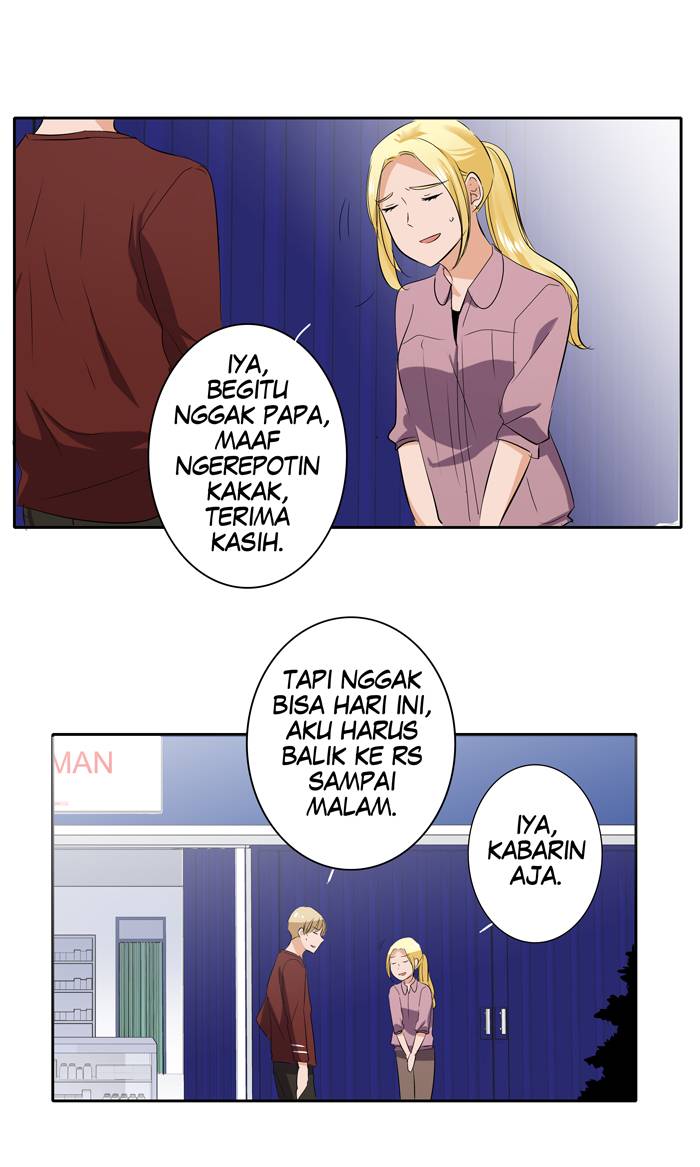 IYA,
BEGITU
NGGAK PAPA,
MAAF
NGEREPOTIN
KAKAK,
TERIMA
KASIH.
TAPI NGGAK
BISA HARI INI,
AKU HARUS
BALIK KE RS
SAMPAI
MALAM.
MAN
IYA,
KABARIN
AJA.